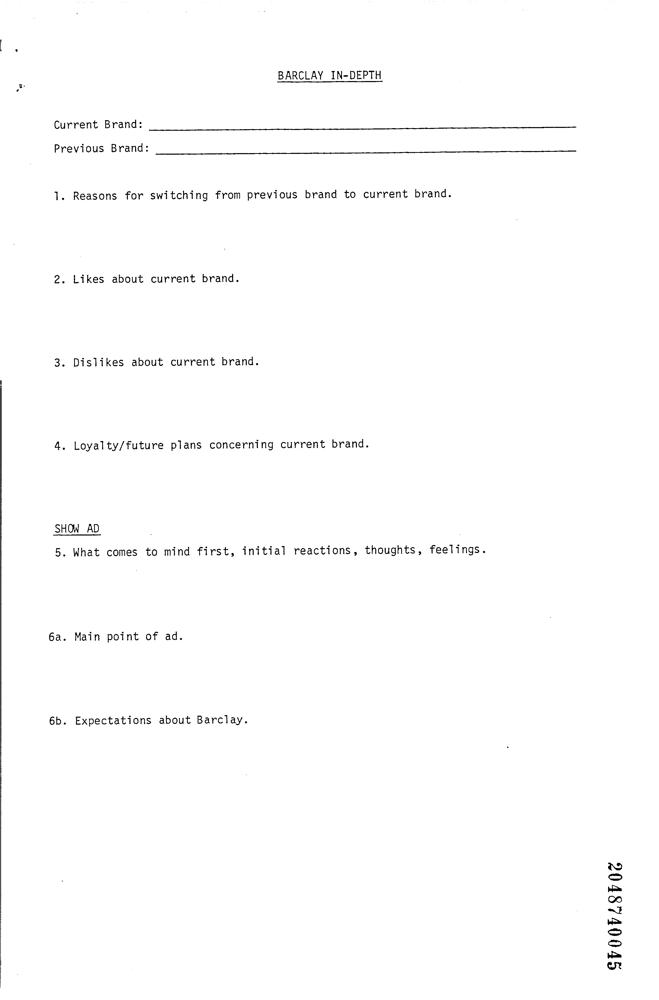 BARCLAY IN-DEPTH
Current Brand:
Previous Brand:
1. Reasons for switching from previous brand to current brand.
2. Likes about current brand.
3. Dislikes about current brand.
4. Loyalty/future plans concerning current brand.
SHOW AD
5. What comes to mind first, initial reactions, thoughts, feelings.
6a. Main point of ad.
6b. Expectations about Barclay.
2048740045